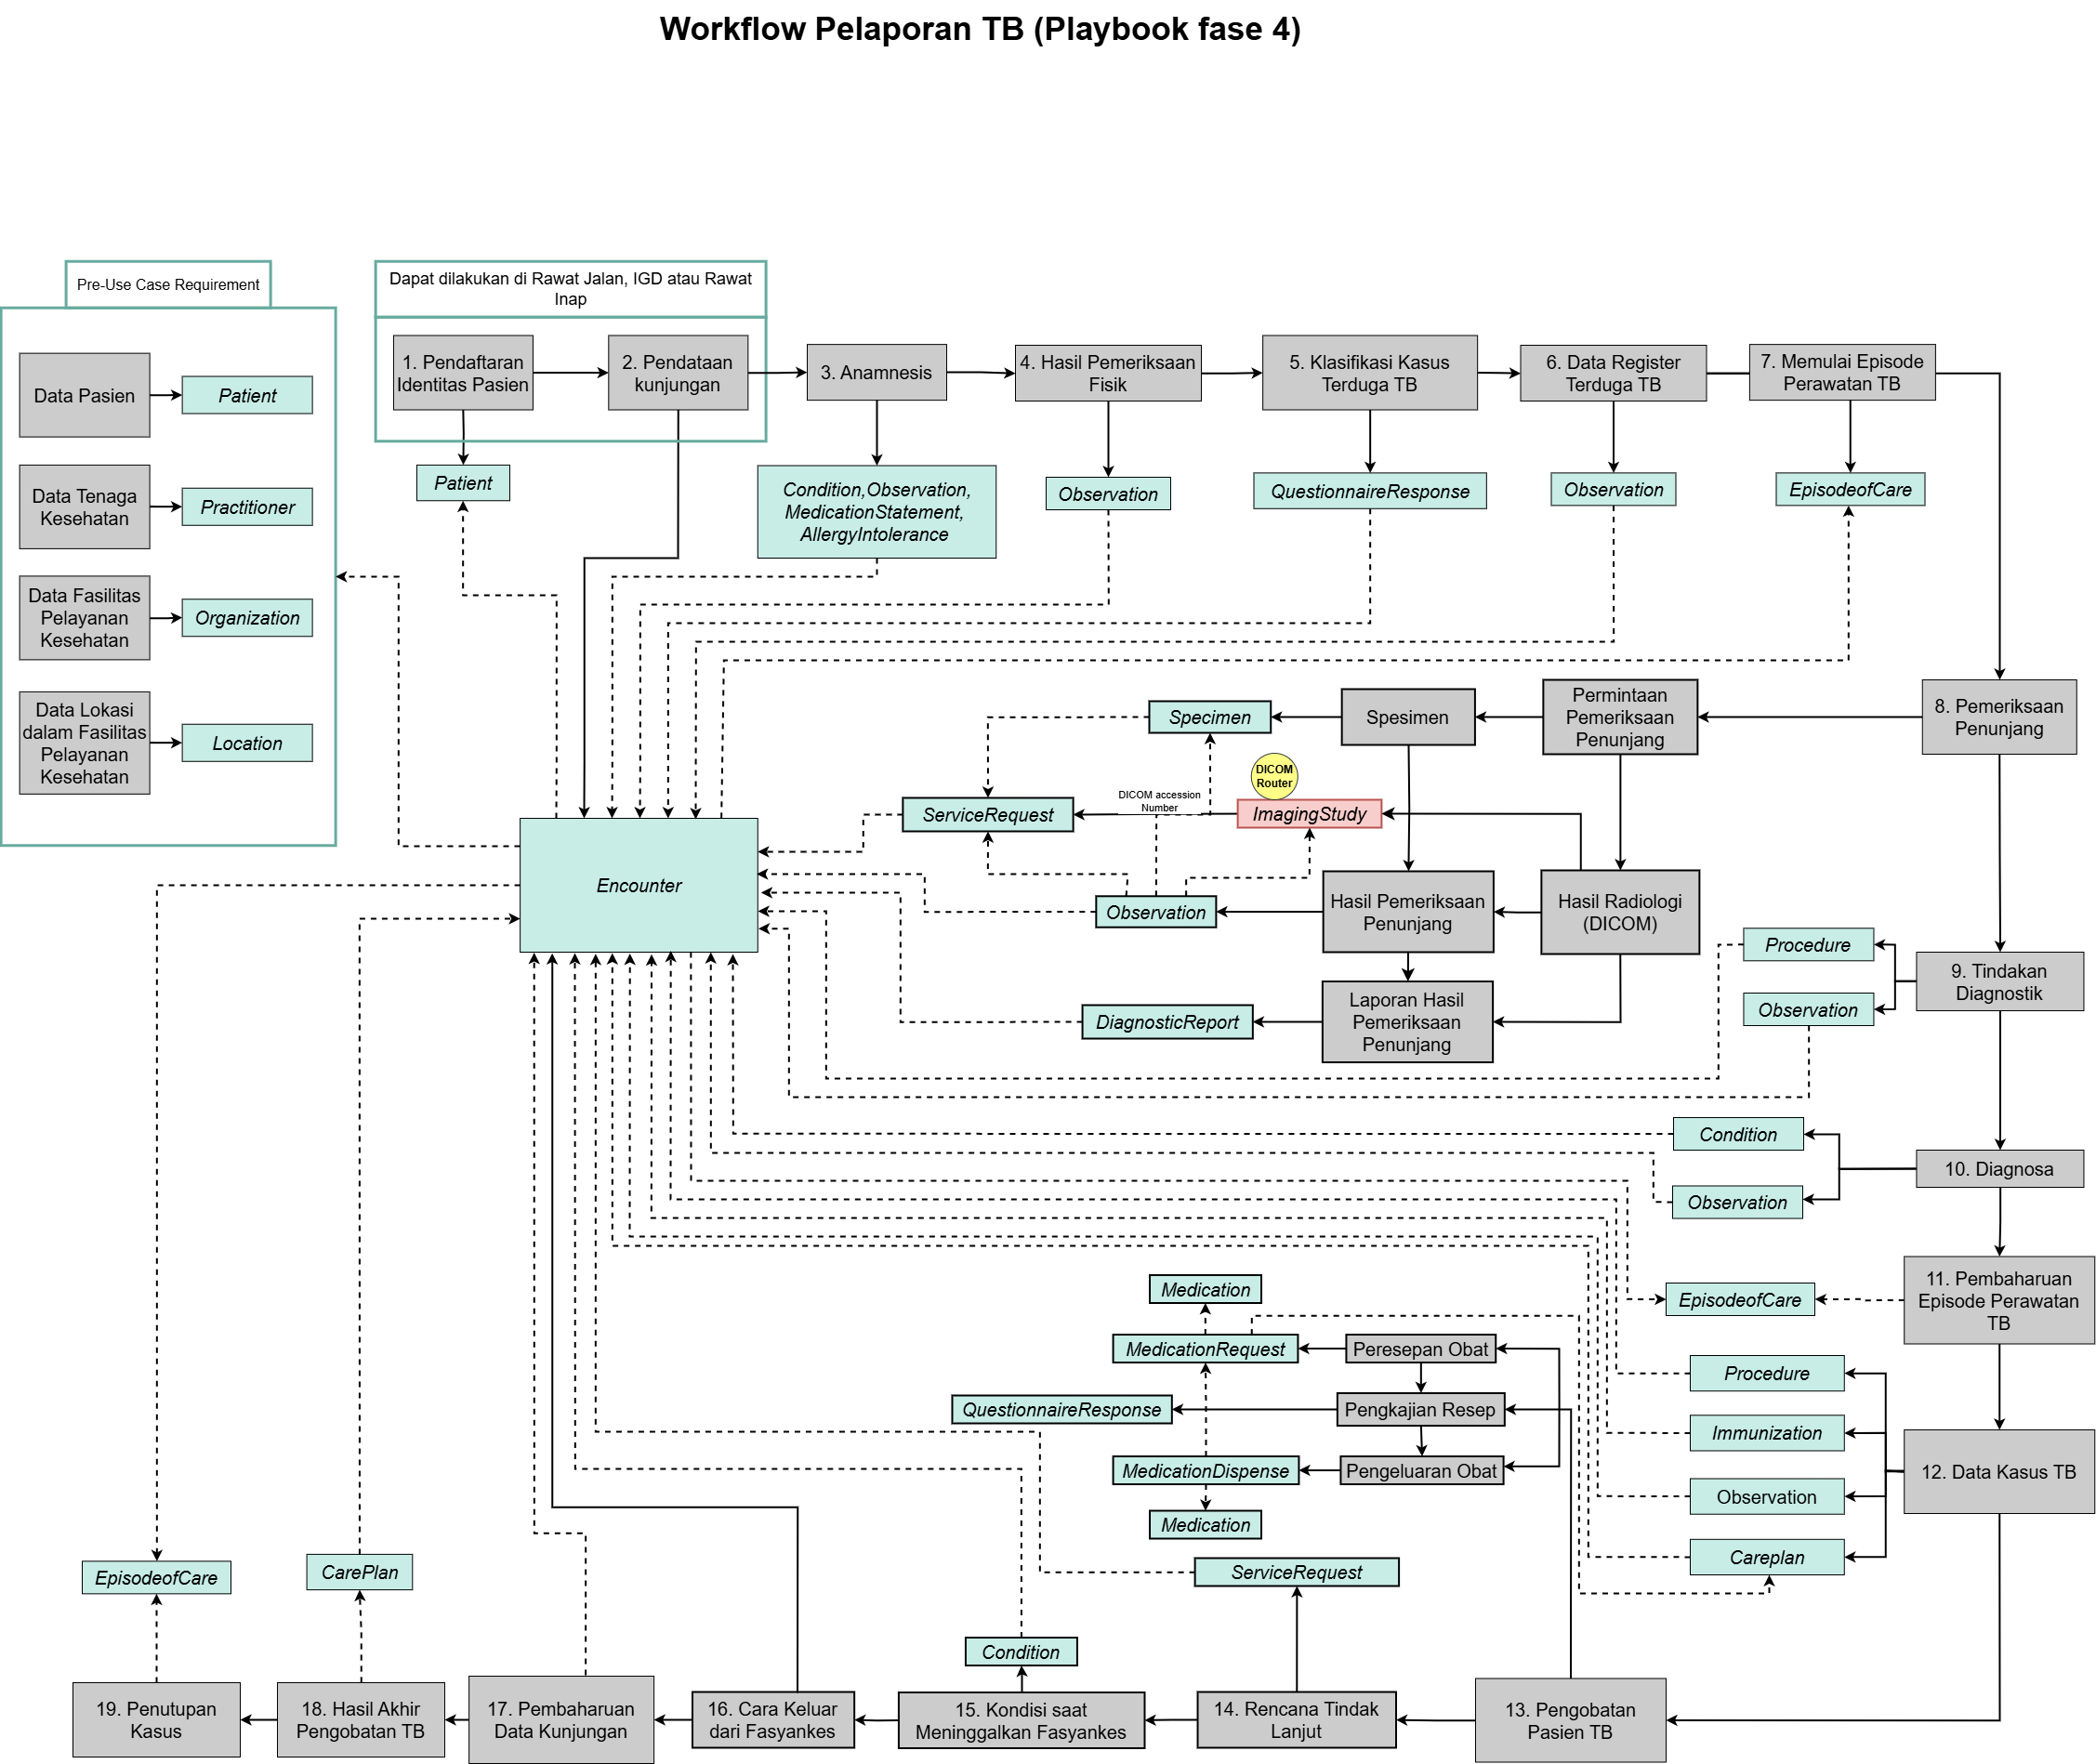 Workflow Pelaporan TB (Playbook fase 4)
Pre-Use Case Requirement
Data Pasien
Patient
Data Tenaga
Kesehatan
Practitioner
Data Fasilitas
Pelayanan
Kesehatan
Organization
Data Lokasi
dalam Fasilitas
Pelayanan
Kesehatan
Location
Dapat dilakukan di Rawat Jalan, IGD atau Rawat
Inap
1. Pendaftaran
Identitas Pasien
2. Pendataan
kunjungan
3. Anamnesis
4. Hasil Pemeriksaan
Fisik
5. Klasifikasi Kasus
Terduga TB
6. Data Register
Terduga TB
7. Memulai Episode
Perawatan TB
Patient
Condition,Observation,
MedicationStatement,
AllergyIntolerance
Observation
QuestionnaireResponse
Observation
EpisodeofCare
Specimen
Spesimen
Permintaan
Pemeriksaan
Penunjang
8. Pemeriksaan
Penunjang
DICOM
Router
DICOM accession
Number
ServiceRequest
ImagingStudy
Encounter
Observation
Hasil Pemeriksaan
Penunjang
Hasil Radiologi
(DICOM)
DiagnosticReport
Laporan Hasil
Pemeriksaan
Penunjang
Procedure
Observation
9. Tindakan
Diagnostik
Condition
Observation
10. Diagnosa
EpisodeofCare
11. Pembaharuan
Episode Perawatan
TB
Medication
MedicationRequest
Peresepan Obat
QuestionnaireResponse
Pengkajian Resep
MedicationDispense
Pengeluaran Obat
Medication
Procedure
Immunization
Observation
Careplan
12. Data Kasus TB
EpisodeofCare
CarePlan
ServiceRequest
Condition
19. Penutupan
Kasus
18. Hasil Akhir
Pengobatan TB
17. Pembaharuan
Data Kunjungan
16. Cara Keluar
dari Fasyankes
15. Kondisi saat
Meninggalkan Fasyankes
14. Rencana Tindak
Lanjut
13. Pengobatan
Pasien TB